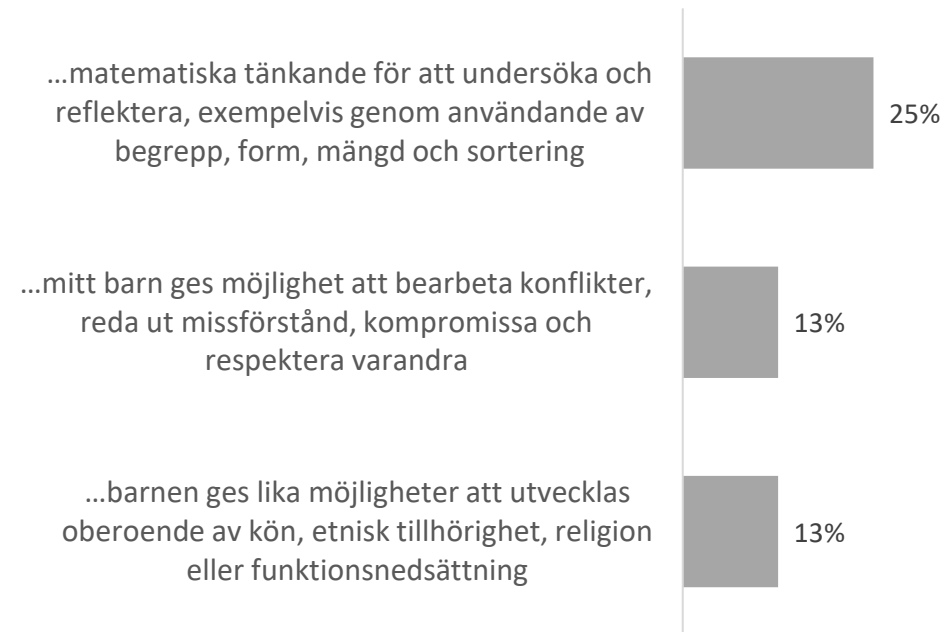 ...matematiska tänkande för att undersöka och
reflektera, exempelvis genom användande av
begrepp, form, mängd och sortering
25%
...mitt barn ges möjlighet att bearbeta konflikter,
reda ut missförstånd, kompromissa och
respektera varandra
13%
...barnen ges lika möjligheter att utvecklas
oberoende av kön, etnisk tillhörighet, religion
eller funktionsnedsättning
13%